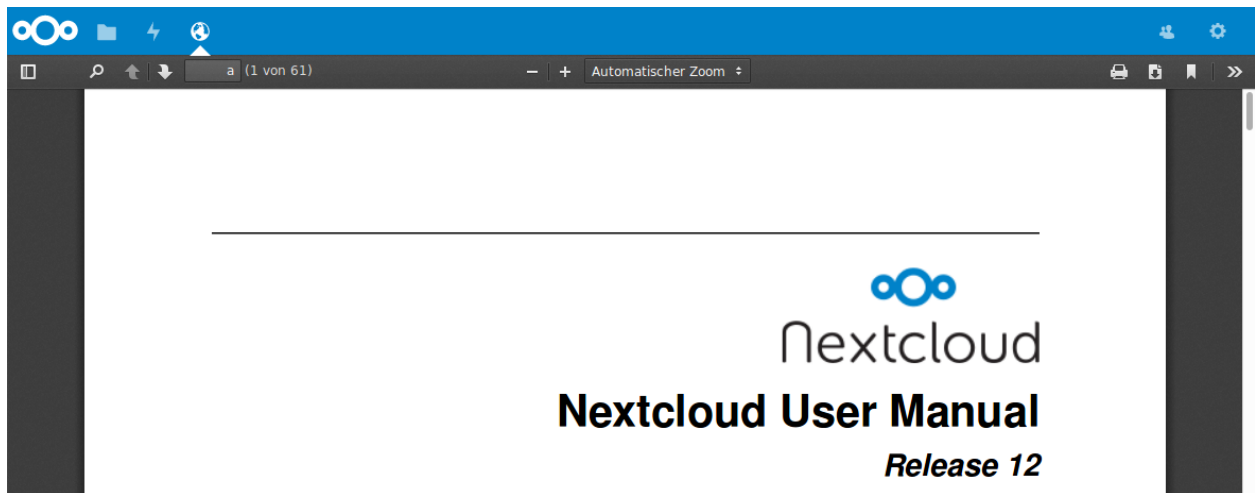 a (1 von 61) Automatischer Zoom
Nextcloud
Nextcloud User Manual
Release 12